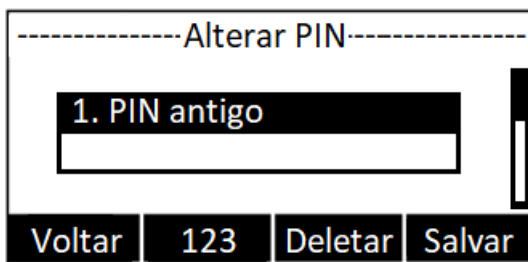 ---------------Alterar PIN---------------
1. PIN antigo
Voltar 123 Deletar Salvar